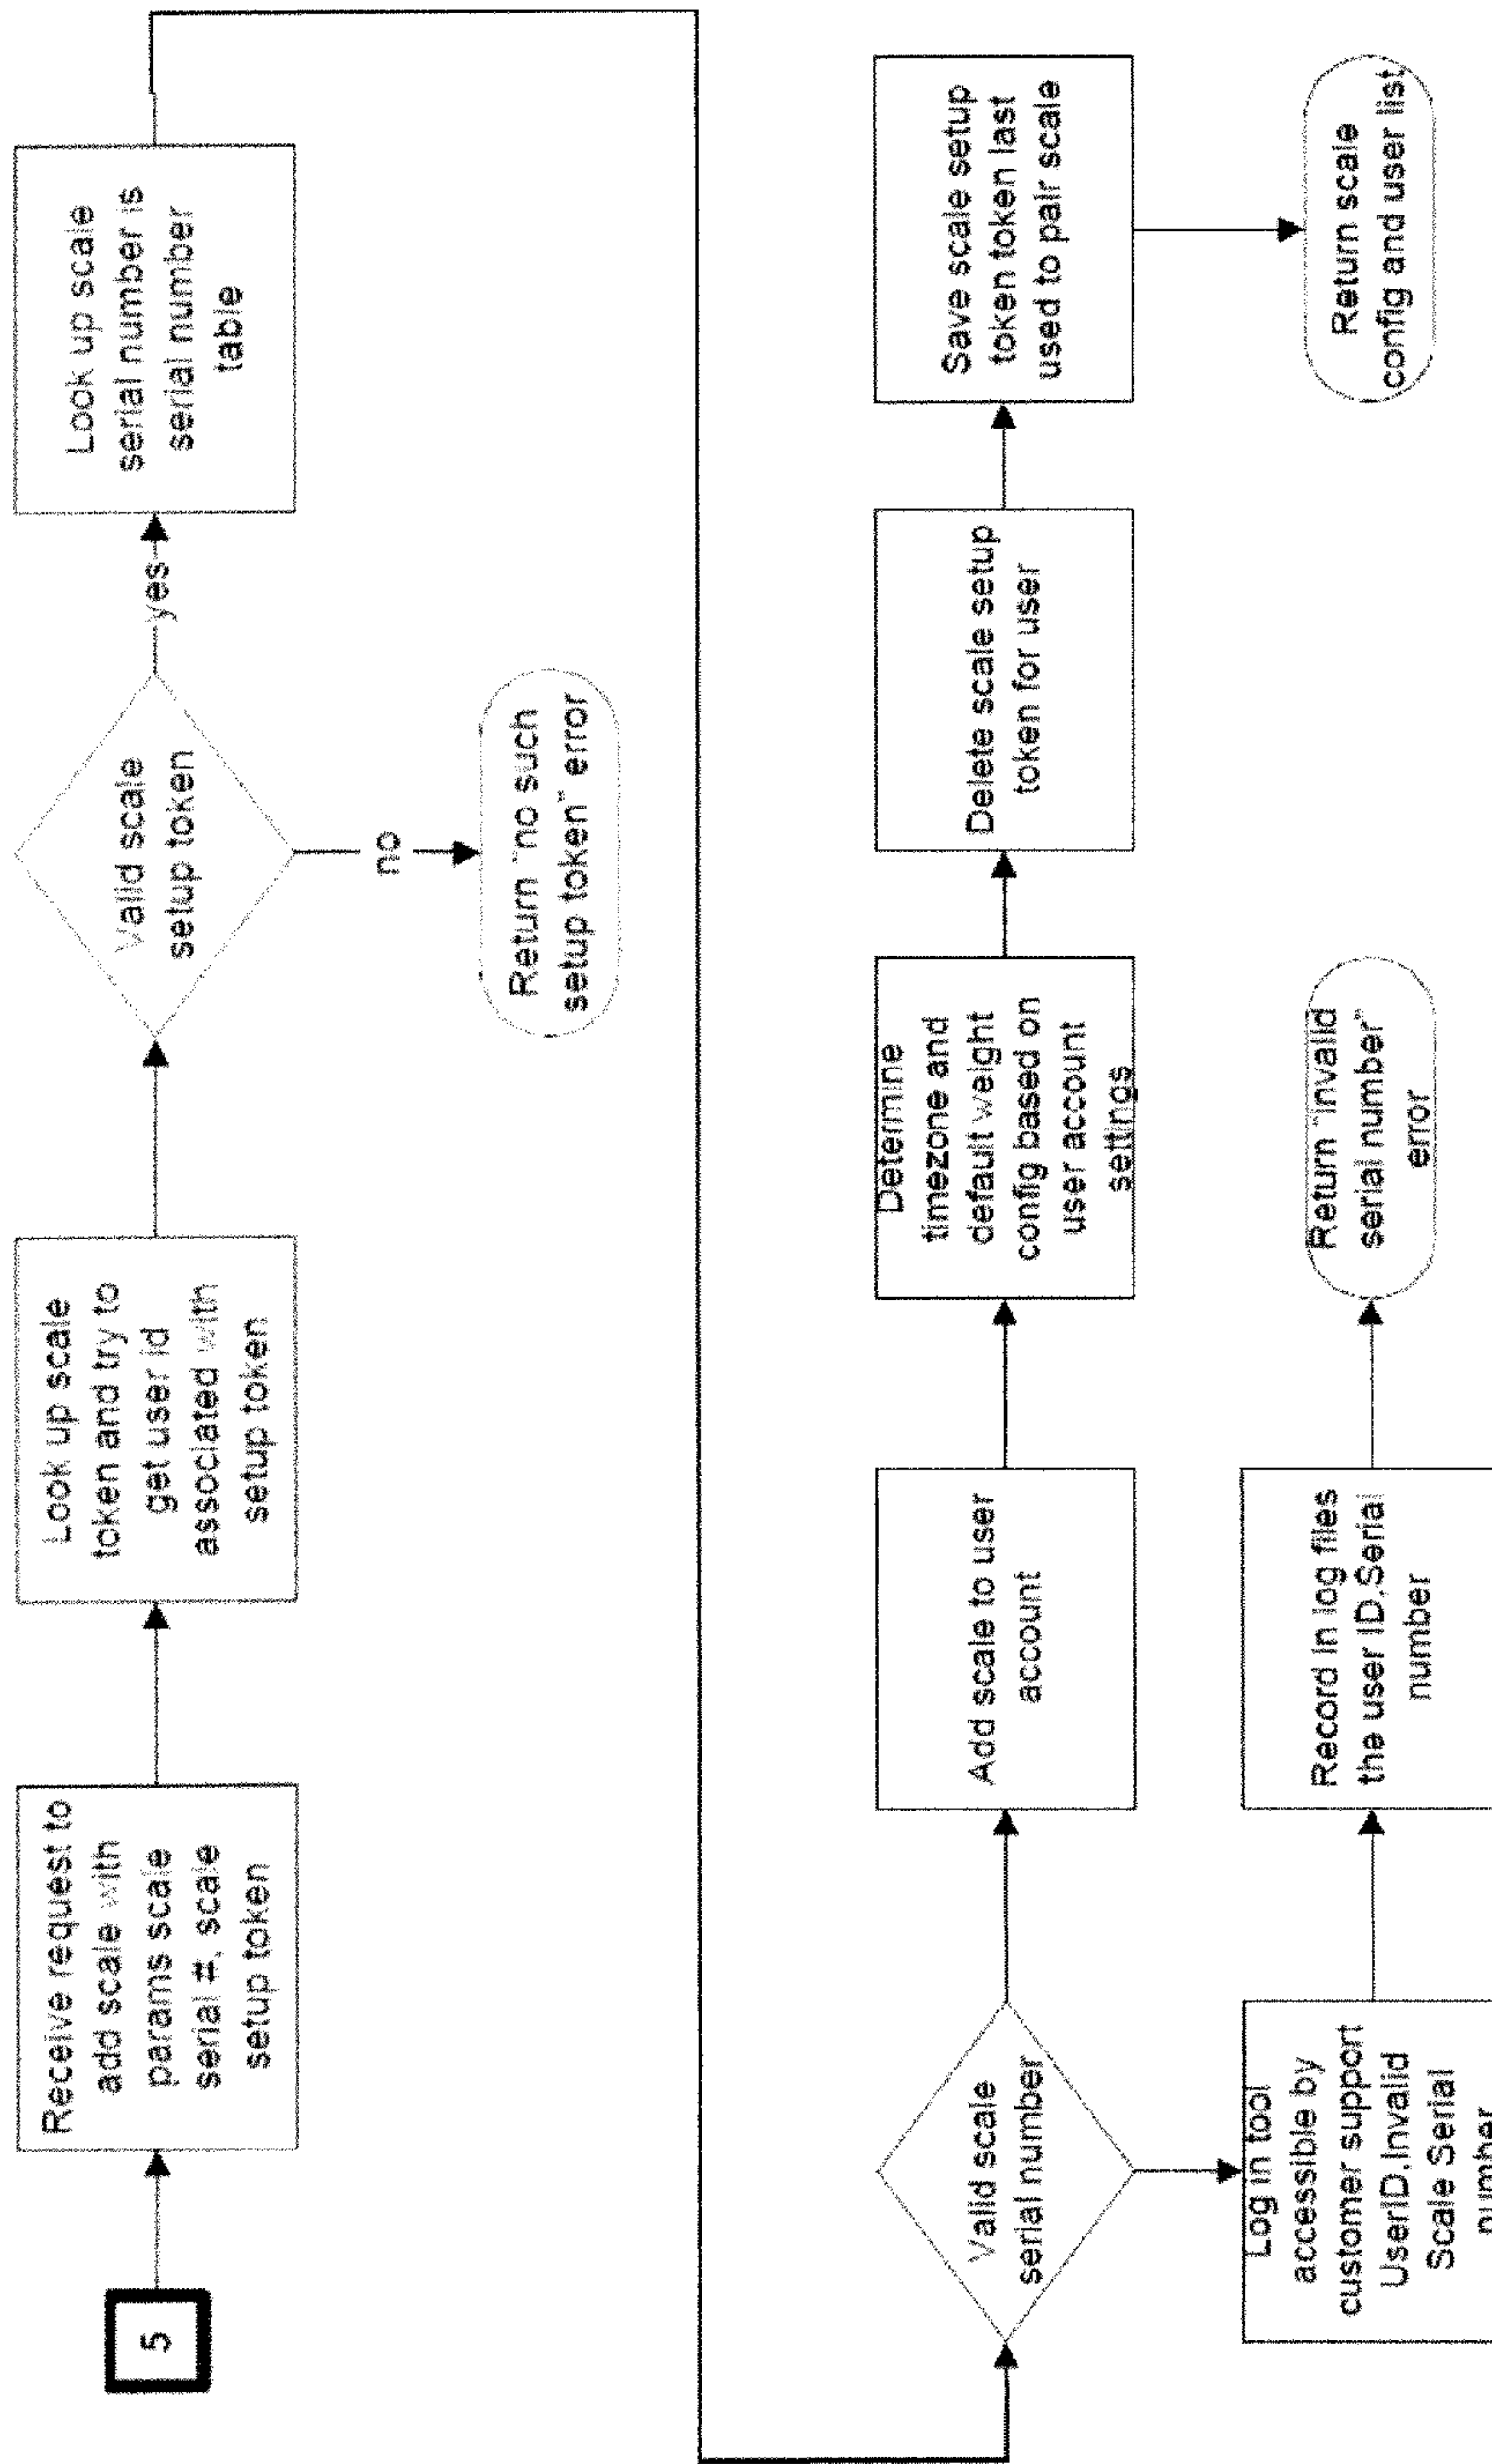 5
Receive request to
add scale with
params scale
serial #, scale
setup token
Look up scale
token and try to
get user id
associated with
setup token
Valid scale
setup token
yes
Look up scale
serial number is
serial number
table
no
Return "no such
setup token" error
Valid scale
serial number
Add scale to user
account
Determine
timezone and
default weight
config based on
user account
settings
Delete scale setup
token for user
Save scale setup
token token last
used to pair scale
Return scale
config and user list
Log in tool
accessible by
customer support
UserID,Invalid
Scale Serial
number
Record in log files
the user ID,Serial
number
Return "invalid
serial number"
error